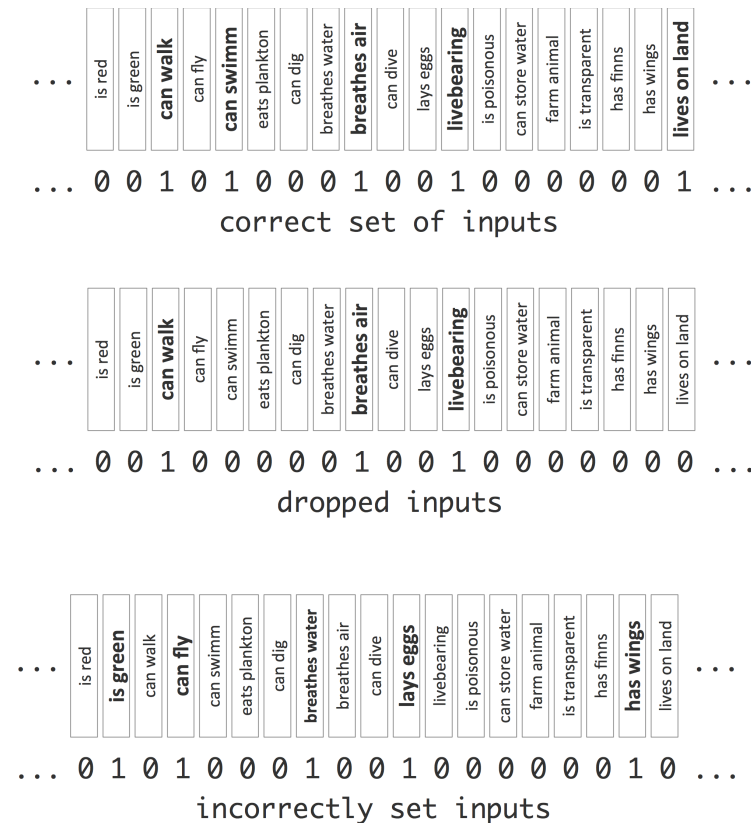 ... is red is green can walk can fly can swimm eats plankton can dig breathes water breathes air can dive lays eggs livebearing is poisonous can store water farm animal is transparent has finns has wings lives on land ...
... 0 0 1 0 1 0 0 0 1 0 0 1 0 0 0 0 0 0 1 ...
correct set of inputs
... is red is green can walk can fly can swimm eats plankton can dig breathes water breathes air can dive lays eggs livebearing is poisonous can store water farm animal is transparent has finns has wings lives on land ...
... 0 0 1 0 0 0 0 0 1 0 0 1 0 0 0 0 0 0 0 ...
dropped inputs
... is red is green can walk can fly can swimm eats plankton can dig breathes water breathes air can dive lays eggs livebearing is poisonous can store water farm animal is transparent has finns has wings lives on land ...
... 0 1 0 1 0 0 0 1 0 0 1 0 0 0 0 0 0 1 0 ...
incorrectly set inputs